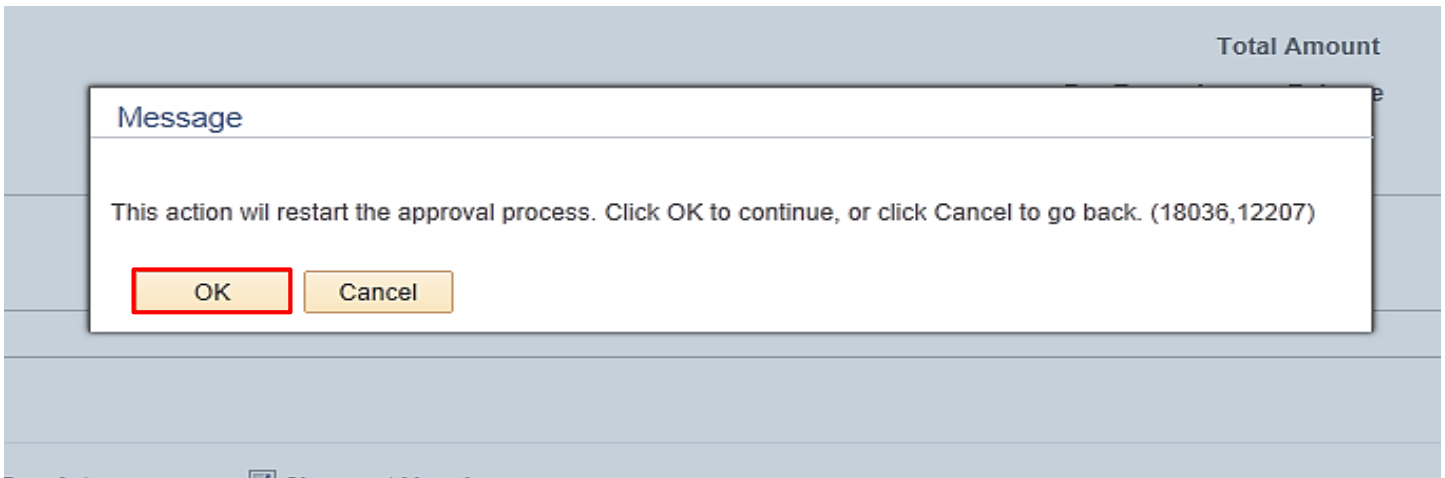 Total Amount
Message
This action wil restart the approval process. Click OK to continue, or click Cancel to go back. (18036,12207)
OK
Cancel